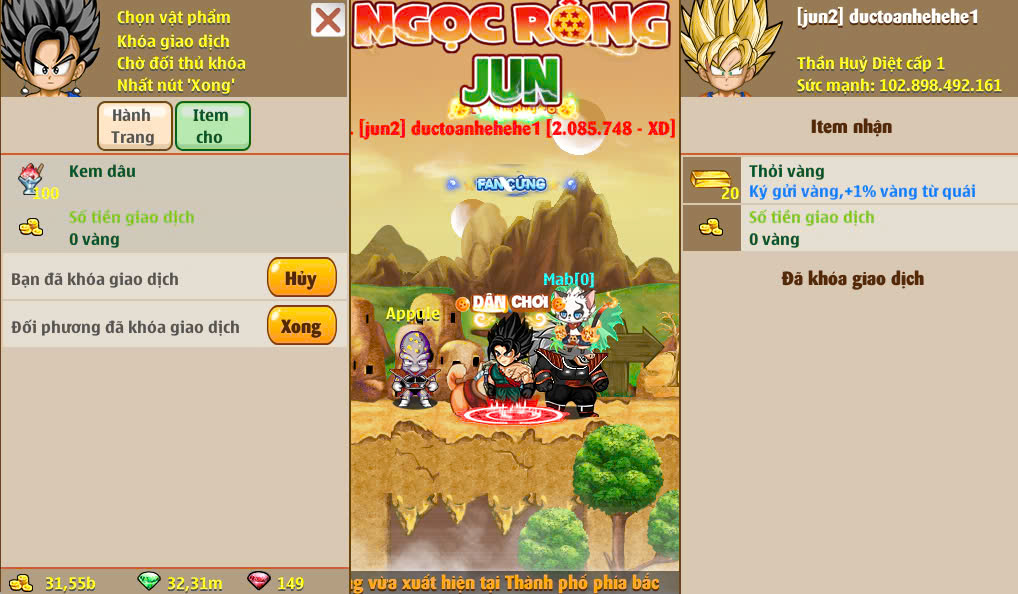 Chọn vật phẩm
Khóa giao dịch
Chờ đối thủ khóa
Nhất nút 'Xong'
Hành
Trang
Item
cho
Kem dâu
100
Số tiền giao dịch
0 vàng
Bạn đã khóa giao dịch
Hủy
Đối phương đã khóa giao dịch
Xong
31,55b
32,31m
149
NGỌC RỒNG
JUN
. [jun2] ductoanhehehe1 [2.085.748 - XD]
FAN CỨNG
Mab[0]
DÂN CHƠI
Appule
g vừa xuất hiện tại Thành phố phía bắc
[jun2] ductoanhehehe1
Thần Huỷ Diệt cấp 1
Sức mạnh: 102.898.492.161
Item nhận
Thỏi vàng
20
Ký gửi vàng,+1% vàng từ quái
Số tiền giao dịch
0 vàng
Đã khóa giao dịch